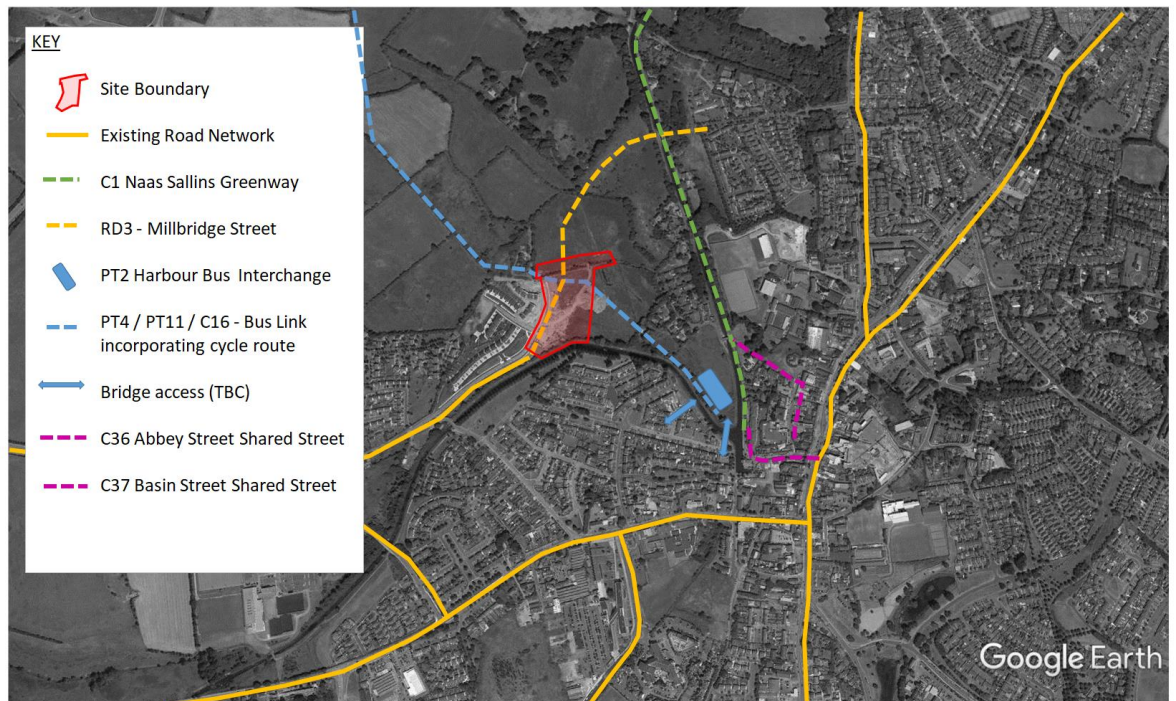 KEY
Site Boundary
Existing Road Network
C1 Naas Sallins Greenway
RD3 - Millbridge Street
PT2 Harbour Bus Interchange
PT4 / PT11 / C16 - Bus Link
incorporating cycle route
Bridge access (TBC)
C36 Abbey Street Shared Street
C37 Basin Street Shared Street
Google Earth